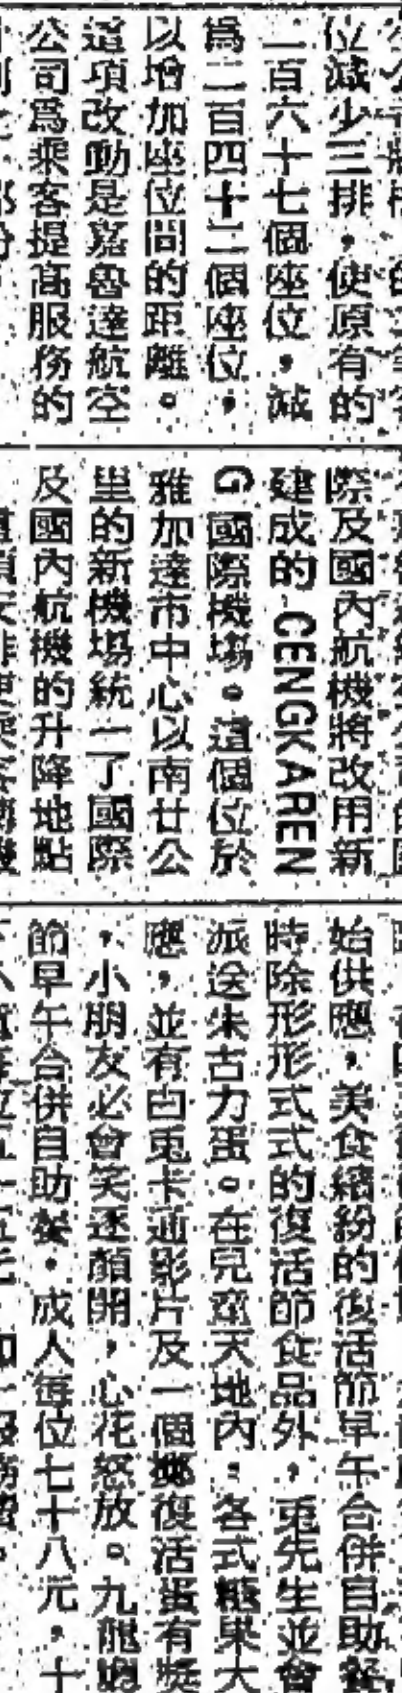 位減少三排，使原有的
二百六十七個座位，減
爲二百四十二個座位，
以增加座位間的距離。
這項改動是嘉魯達航空
公司爲乘客提高服務的
際及國內航機將改用新
建成的 CENGKAREN
G 國際機場。這個位於
雅加達市中心以南廿公
里的新機場統一了國際
及國內航機的升降地點
始供應，美食繽紛的復活節早午合併自助餐
時除形形式式的復活節食品外，兎先生並會
派送朱古力蛋。在兒童天地內，各式糖果大
應，並有白兎卡通影片及一個擲復活蛋有獎
，小朋友必會笑逐顏開，心花怒放。九龍
節早午合併自助餐，成人每位七十八元，十